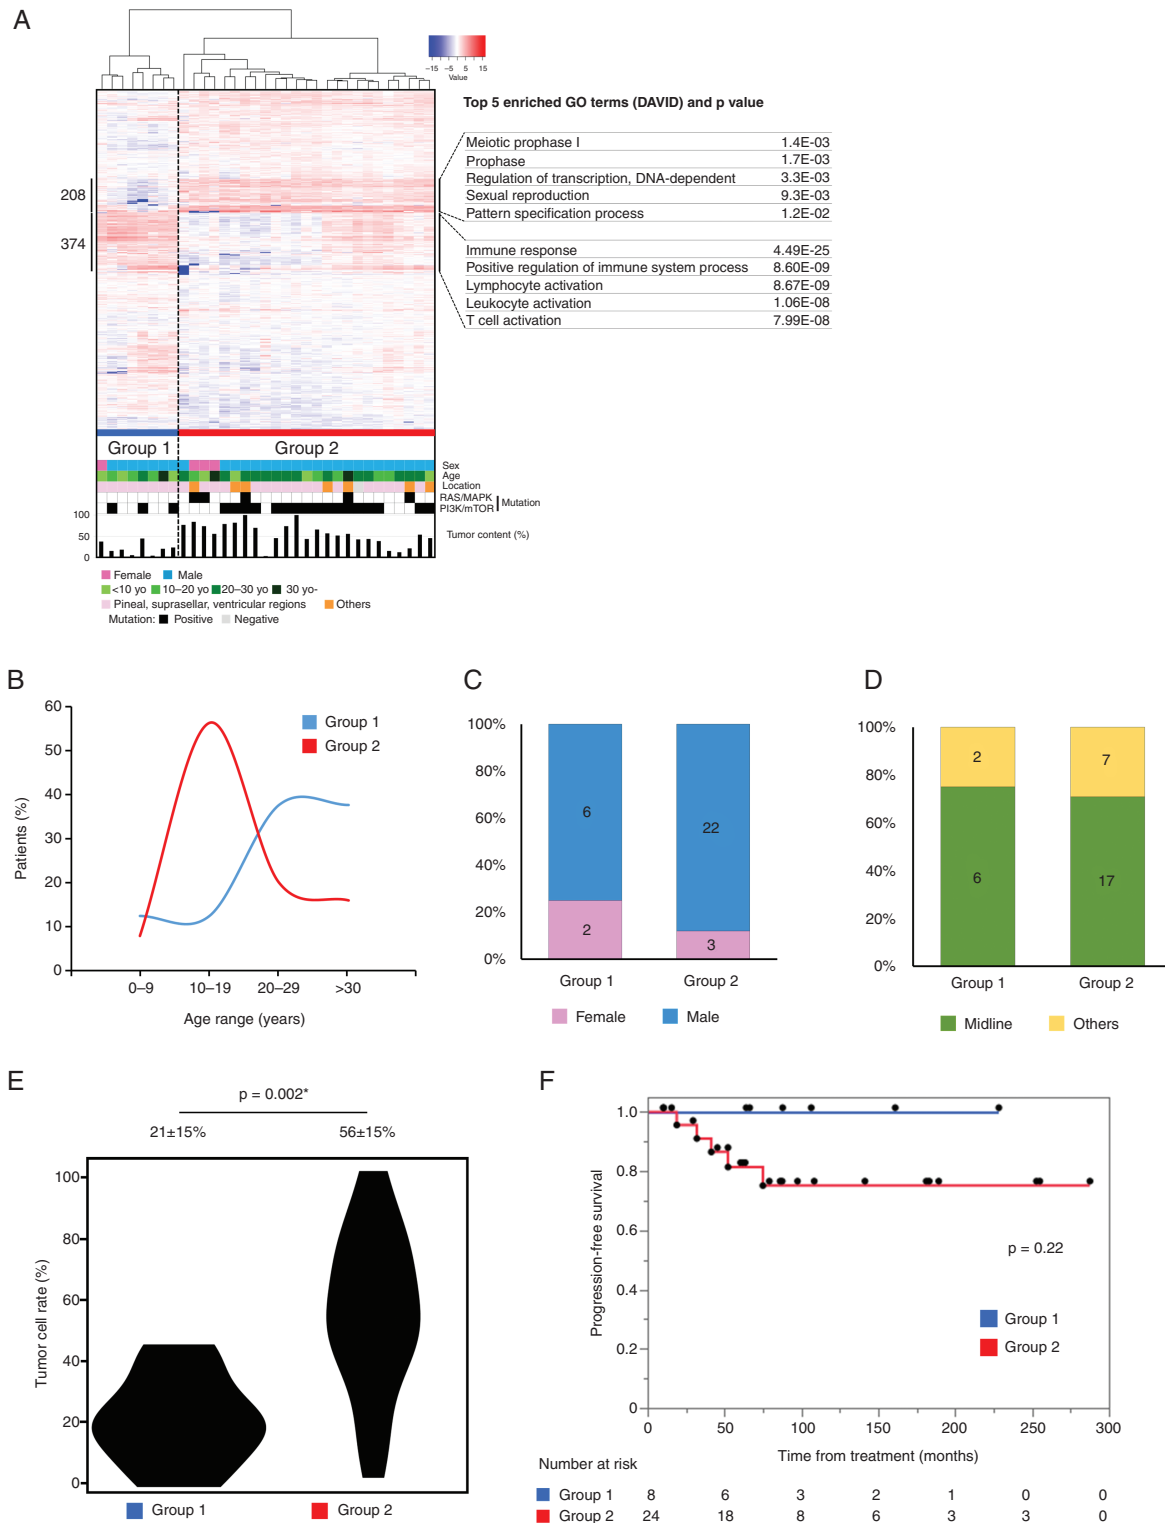 A
−15 −5 5 15
Value
Top 5 enriched GO terms (DAVID) and p value
Meiotic prophase I 1.4E-03
Prophase 1.7E-03
Regulation of transcription, DNA-dependent 3.3E-03
Sexual reproduction 9.3E-03
Pattern specification process 1.2E-02
208
374
Immune response 4.49E-25
Positive regulation of immune system process 8.60E-09
Lymphocyte activation 8.67E-09
Leukocyte activation 1.06E-08
T cell activation 7.99E-08
Group 1 Group 2
Sex
Age
Location
RAS/MAPK
PI3K/mTOR
Mutation
100
50
0
Tumor content (%)
Female Male
<10 yo 10–20 yo 20–30 yo 30 yo-
Pineal, suprasellar, ventricular regions Others
Mutation: Positive Negative
B
60
50
40
30
20
10
0
Patients (%)
Group 1
Group 2
0–9 10–19 20–29 >30
Age range (years)
C
100%
80%
60%
40%
20%
0%
6 22
2 3
Group 1 Group 2
Female Male
D
100%
80%
60%
40%
20%
0%
2 7
6 17
Group 1 Group 2
Midline Others
E
p = 0.002*
21±15% 56±15%
100
80
60
40
20
0
Tumor cell rate (%)
Group 1 Group 2
F
1.0
0.8
0.6
0.4
0.2
0
Progression-free survival
p = 0.22
Group 1
Group 2
0 50 100 150 200 250 300
Time from treatment (months)
Number at risk
Group 1 8 6 3 2 1 0 0
Group 2 24 18 8 6 3 3 0